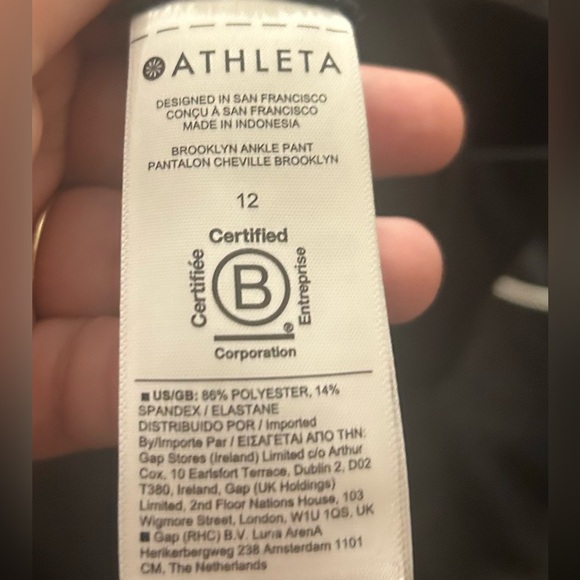 ATHLETA
DESIGNED IN SAN FRANCISCO
CONÇU À SAN FRANCISCO
MADE IN INDONESIA
BROOKLYN ANKLE PANT
PANTALON CHEVILLE BROOKLYN
12
Certified
Certifiée
B
Entreprise
®
Corporation
US/GB: 86% POLYESTER, 14%
SPANDEX / ELASTANE
DISTRIBUIDO POR / Imported
By/Importe Par / ΕΙΣΑΓΕΤΑΙ ΑΠΟ ΤΗΝ:
Gap Stores (Ireland) Limited c/o Arthur
Cox, 10 Earlsfort Terrace, Dublin 2, D02
T380, Ireland, Gap (UK Holdings)
Limited, 2nd Floor Nations House, 103
Wigmore Street, London, W1U 1QS, UK
Gap (RHC) B.V. Luna ArenA
Herikerbergweg 238 Amsterdam 1101
CM, The Netherlands